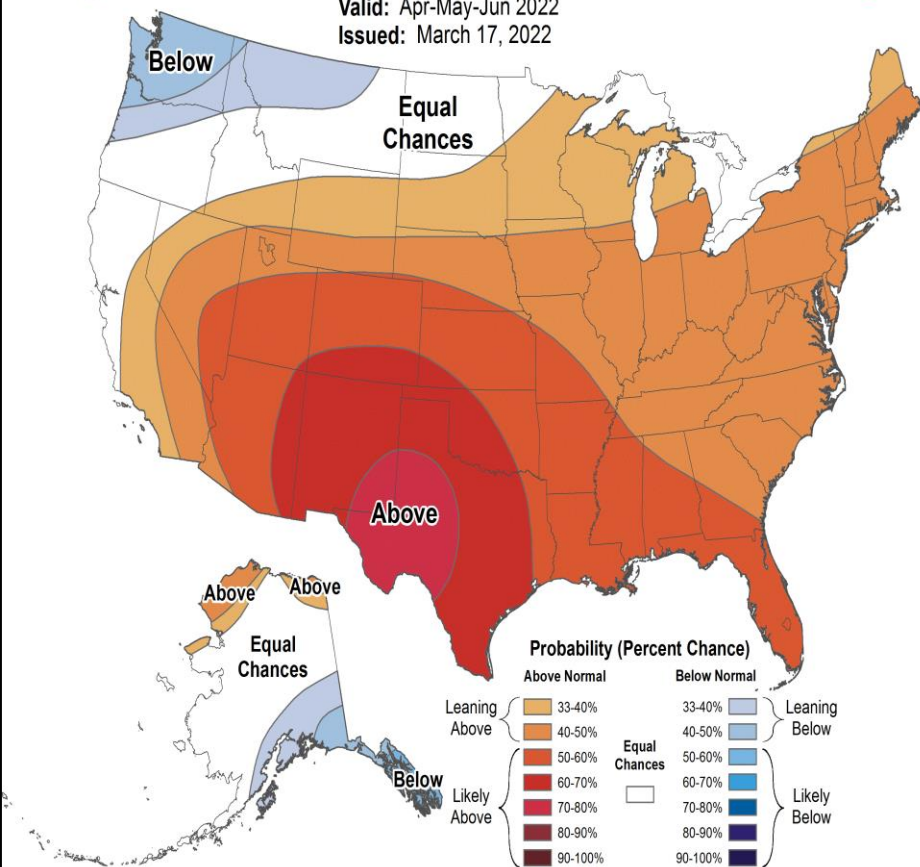 Valid: Apr-May-Jun 2022
Issued: March 17, 2022
Below
Equal
Chances
Above
Above
Above
Equal
Chances
Below
Probability (Percent Chance)
Above Normal
Below Normal
Leaning
Above
33-40%
40-50%
Likely
Above
50-60%
60-70%
70-80%
80-90%
90-100%
Equal
Chances
33-40%
40-50%
Leaning
Below
50-60%
60-70%
70-80%
80-90%
90-100%
Likely
Below